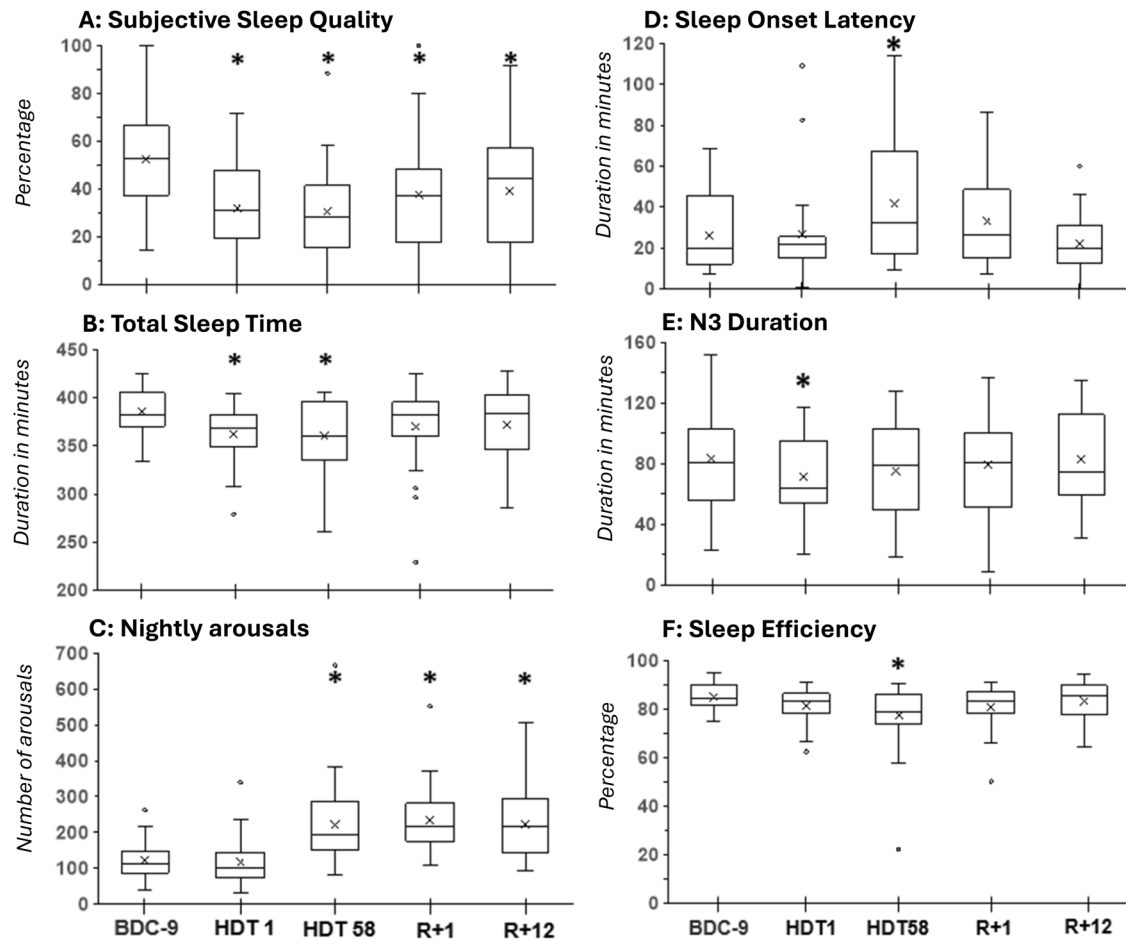 A: Subjective Sleep Quality
Percentage
100
80
60
40
20
0
* * * *
B: Total Sleep Time
Duration in minutes
450
400
350
300
250
200
* *
C: Nightly arousals
Number of arousals
700
600
500
400
300
200
100
0
* * *
BDC-9 HDT 1 HDT 58 R+1 R+12
D: Sleep Onset Latency
Duration in minutes
120
100
80
60
40
20
0
*
E: N3 Duration
Duration in minutes
160
120
80
40
0
*
F: Sleep Efficiency
Percentage
100
80
60
40
20
0
*
BDC-9 HDT1 HDT58 R+1 R+12